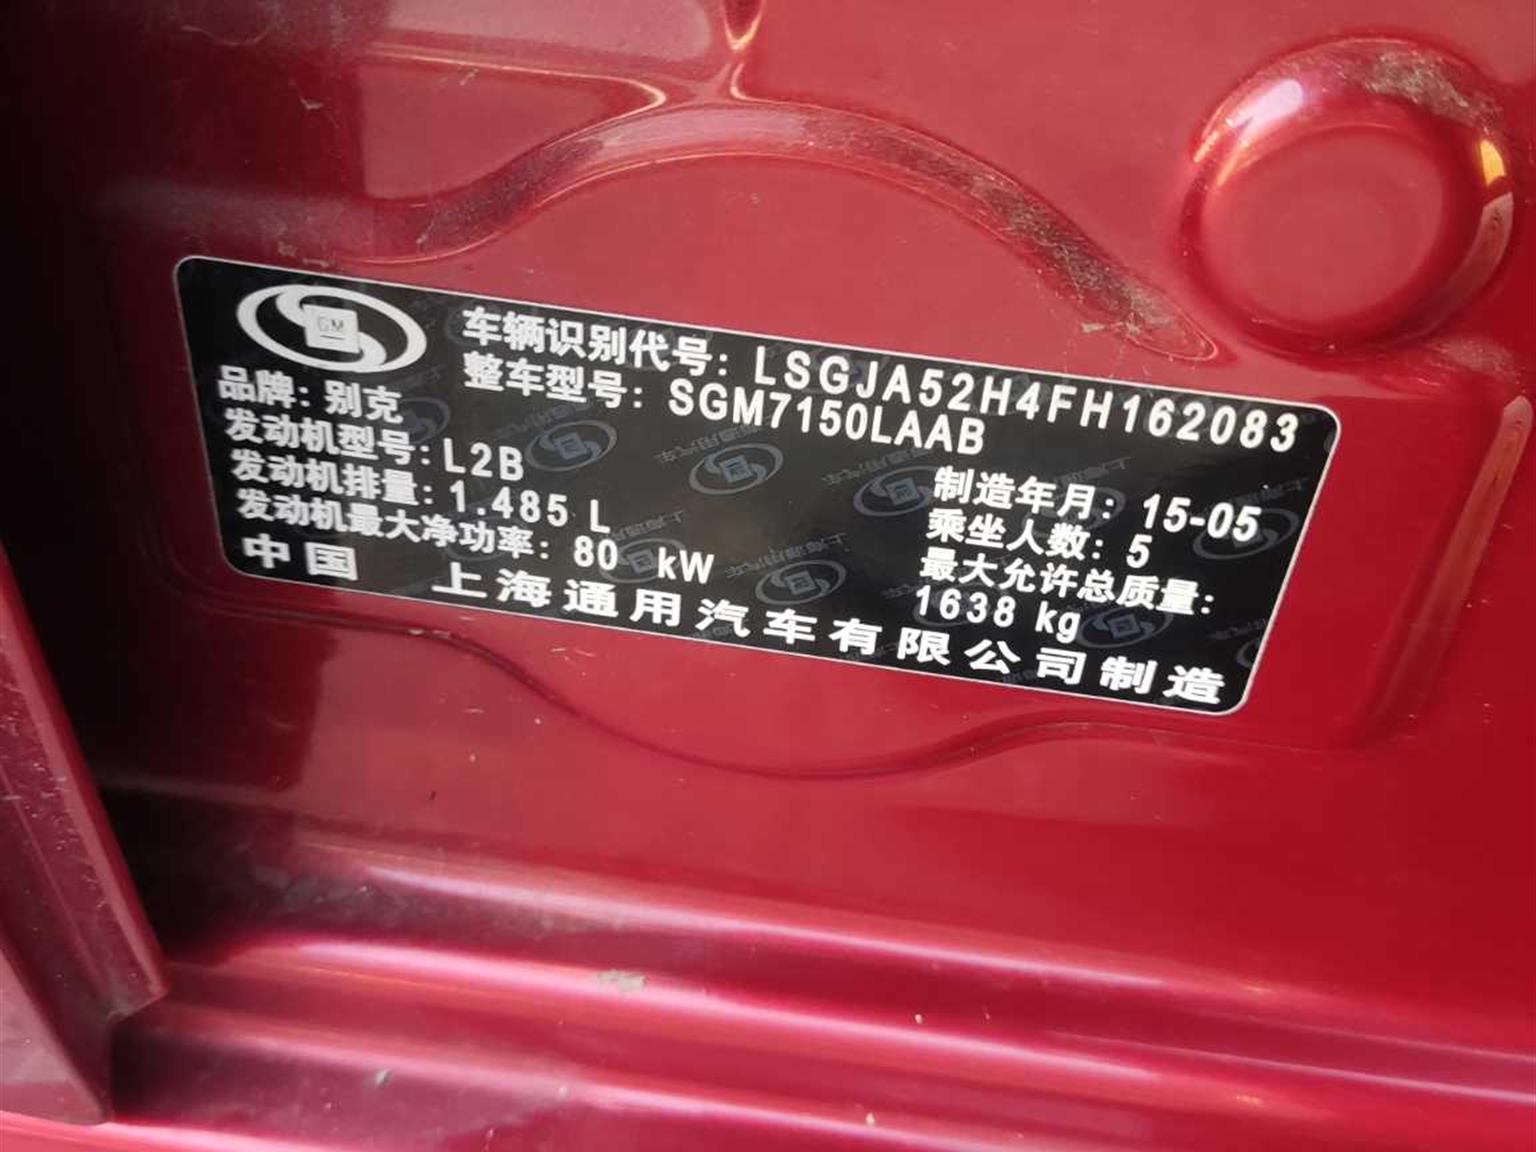 GM
车辆识别代号：LSGJA52H4FH162083
整车型号：SGM7150LAAB
品牌：别克
发动机型号：L2B
发动机排量：1.485 L
发动机最大净功率：80 kW
制造年月：15-05
乘坐人数：5
最大允许总质量：
1638 kg
中国 上海通用汽车有限公司制造